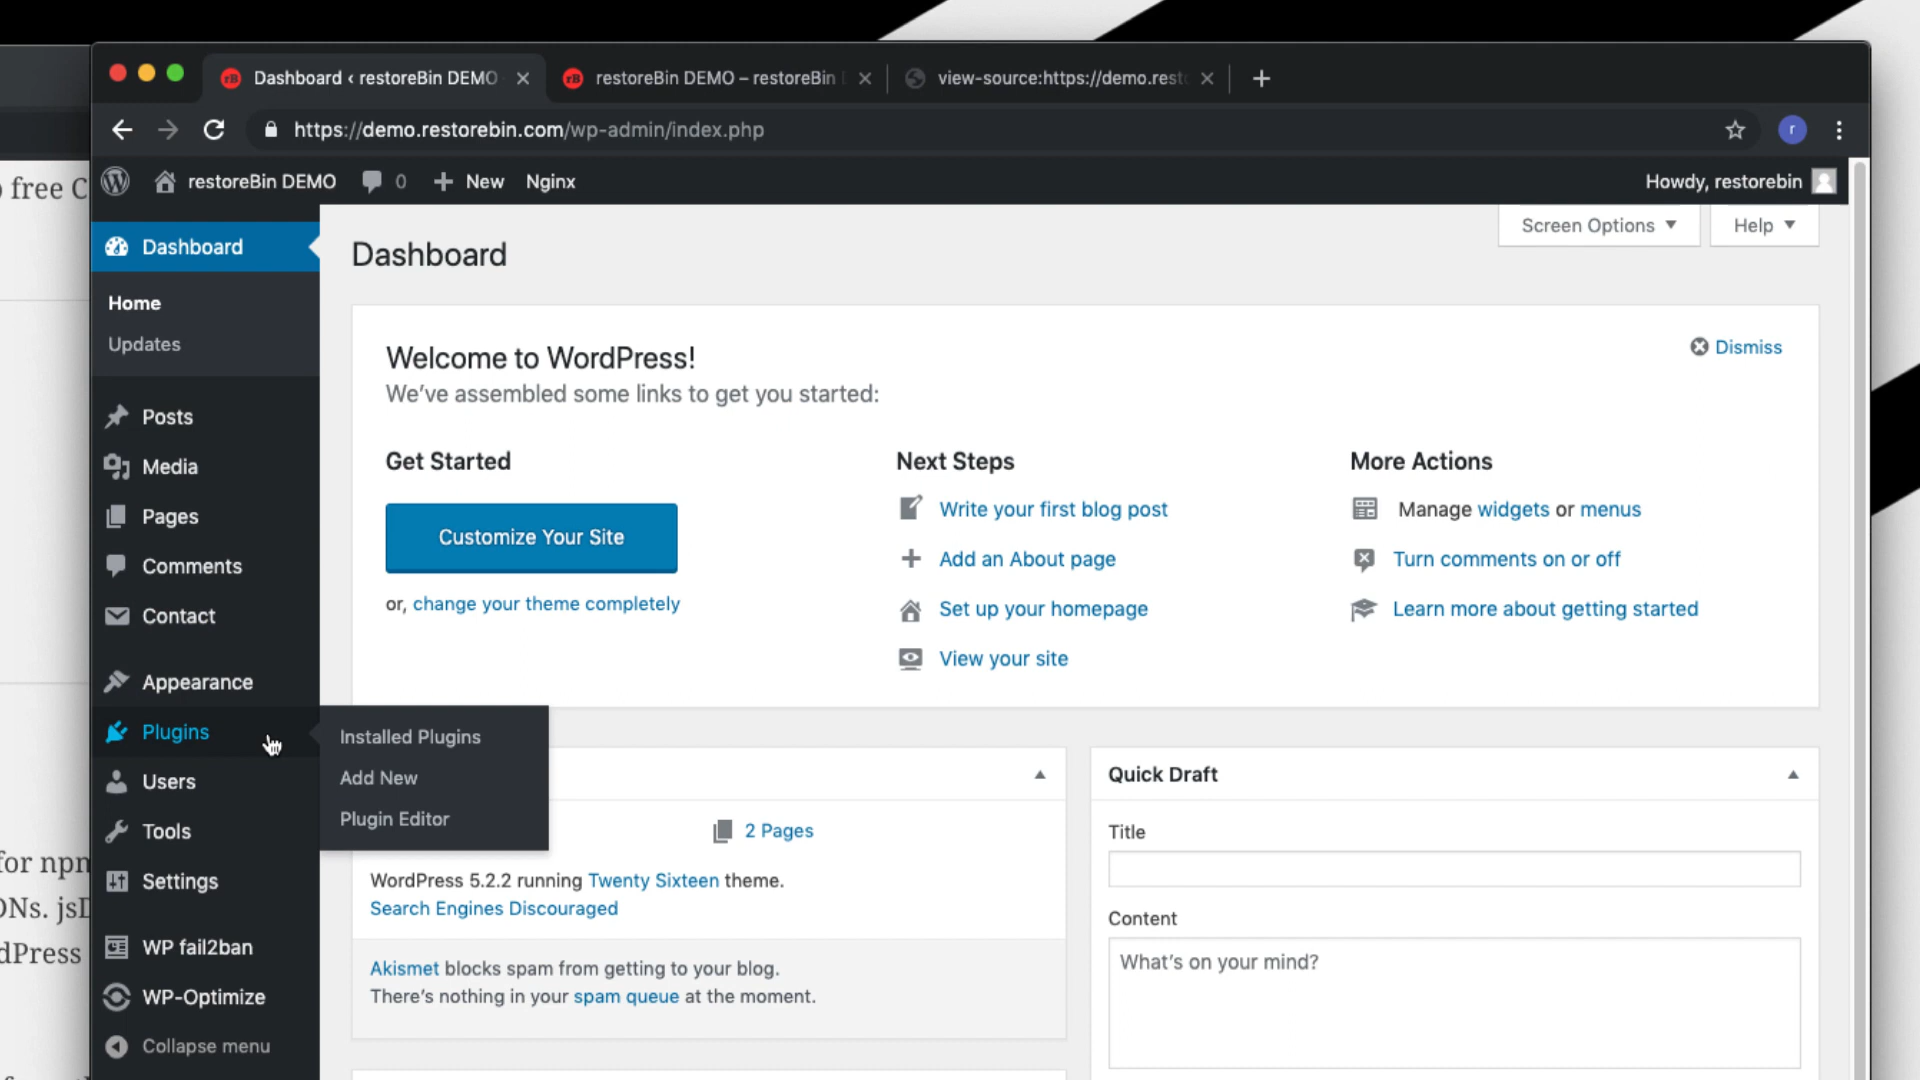 Dashboard ‹ restoreBin DEMO
restoreBin DEMO – restoreBin
view-source:https://demo.rest
https://demo.restorebin.com/wp-admin/index.php
r
free C
restoreBin DEMO 0 New Nginx Howdy, restorebin
Screen Options Help
Dashboard
Home
Updates
Posts
Media
Pages
Comments
Contact
Appearance
Plugins
Users
Tools
Settings
WP fail2ban
WP-Optimize
Collapse menu
Installed Plugins
Add New
Plugin Editor
Dashboard
Welcome to WordPress!
We've assembled some links to get you started:
Dismiss
Get Started
Customize Your Site
or, change your theme completely
Next Steps
Write your first blog post
Add an About page
Set up your homepage
View your site
More Actions
Manage widgets or menus
Turn comments on or off
Learn more about getting started
2 Pages
WordPress 5.2.2 running Twenty Sixteen theme.
Search Engines Discouraged
Akismet blocks spam from getting to your blog.
There's nothing in your spam queue at the moment.
Quick Draft
Title
Content
What's on your mind?
for npm
DNs. jsD
dPress